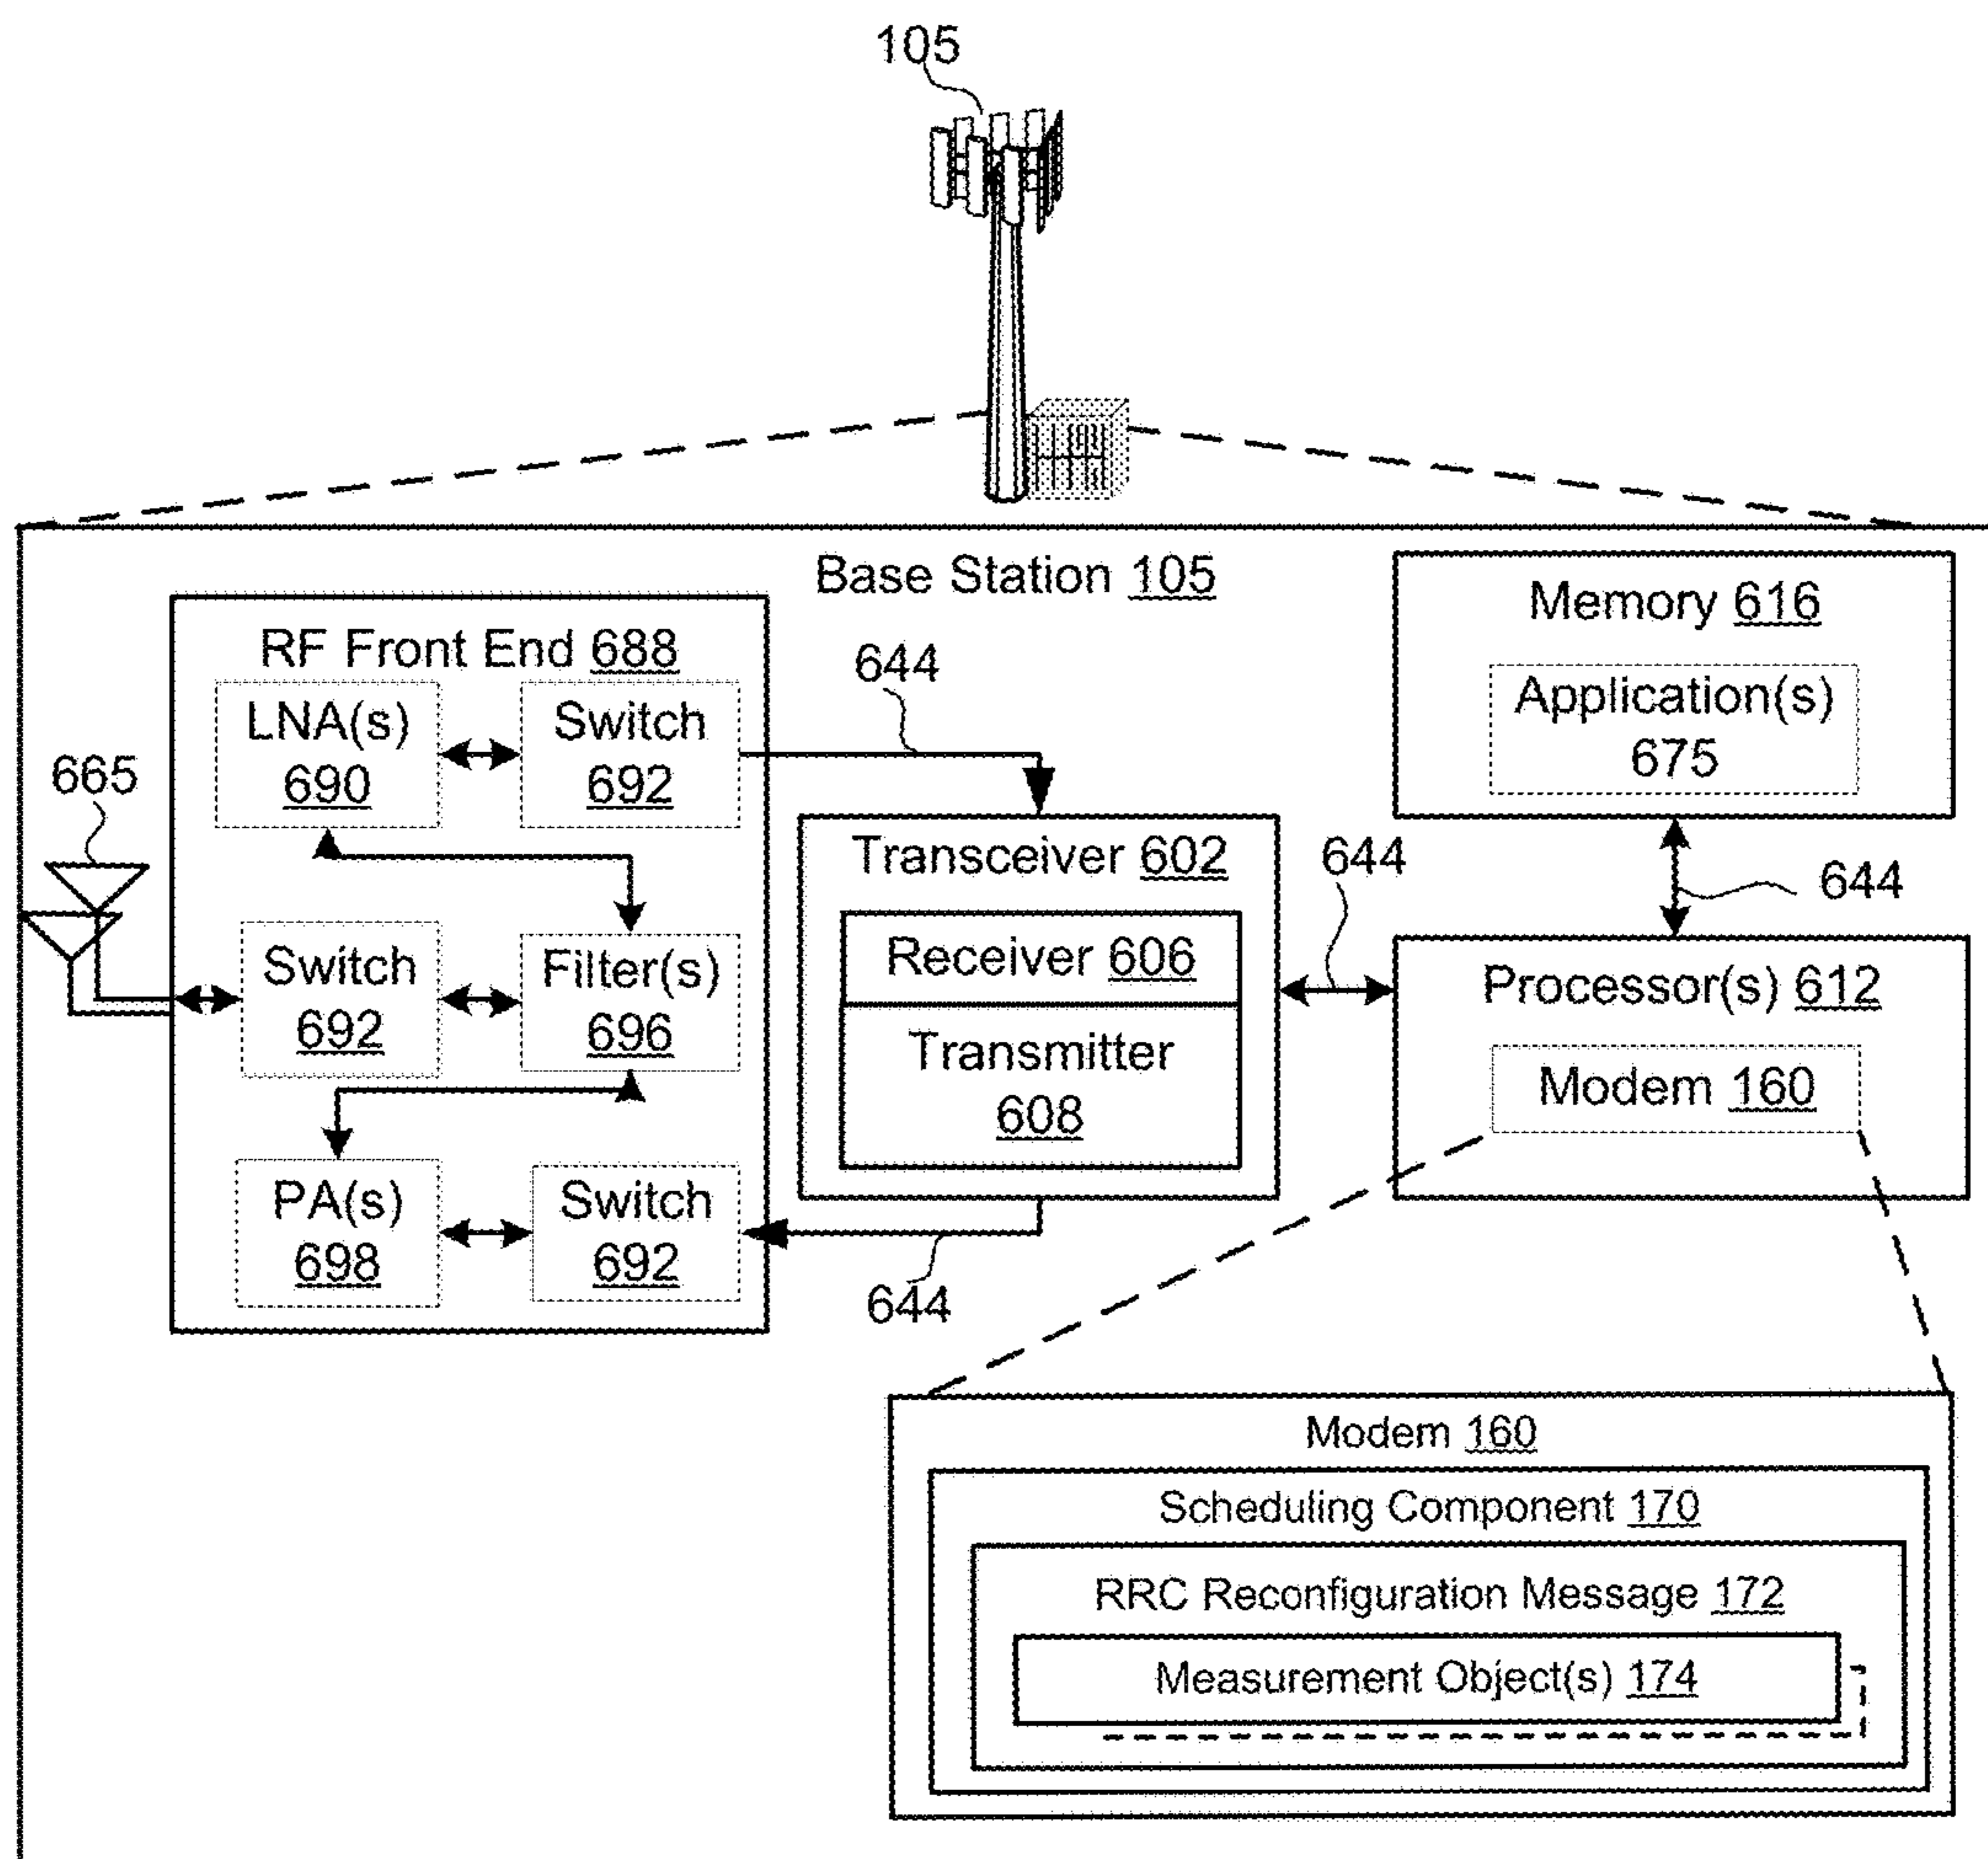 105
Base Station 105
RF Front End 688
LNA(s)
690
Switch
692
644
665
Switch
692
Filter(s)
696
PA(s)
698
Switch
692
644
Transceiver 602
Receiver 606
Transmitter
608
644
Memory 616
Application(s)
675
644
Processor(s) 612
Modem 160
Modem 160
Scheduling Component 170
RRC Reconfiguration Message 172
Measurement Object(s) 174